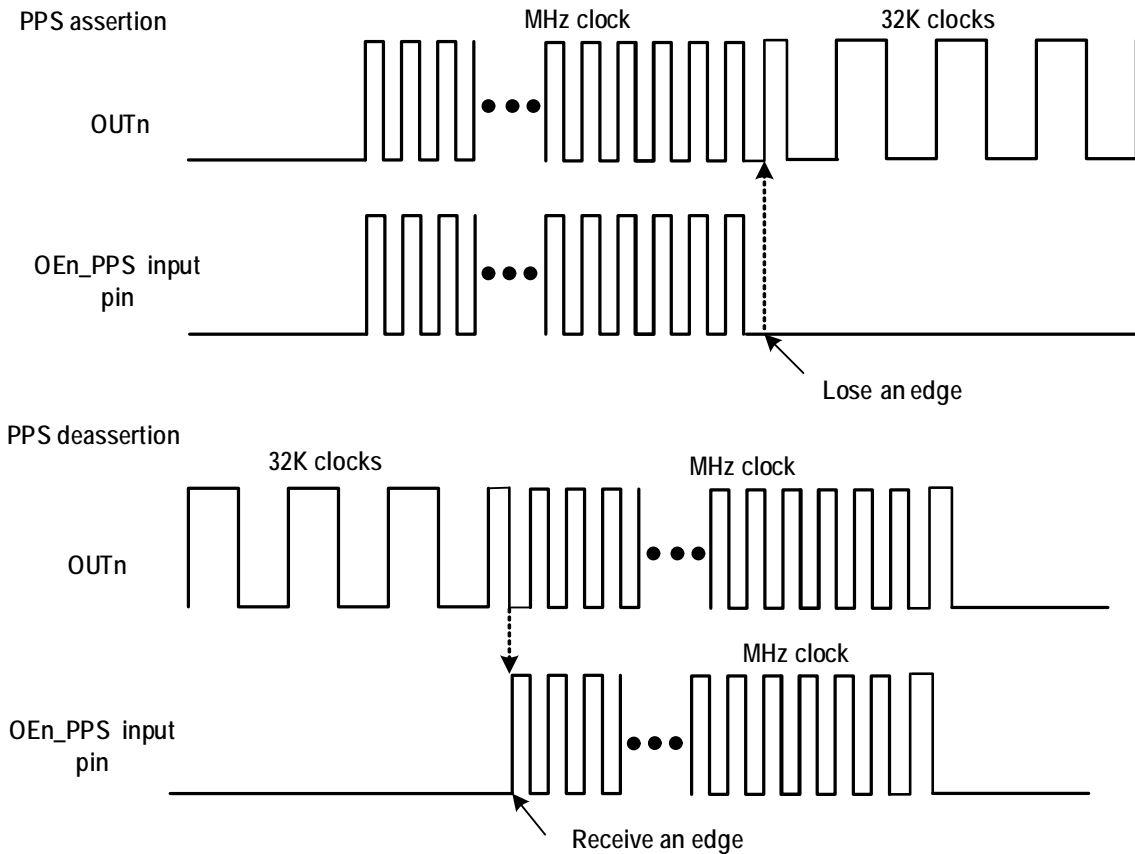 PPS assertion
MHz clock
32K clocks
OUTn
OEn_PPS input
pin
Lose an edge
PPS deassertion
32K clocks
MHz clock
OUTn
MHz clock
OEn_PPS input
pin
Receive an edge